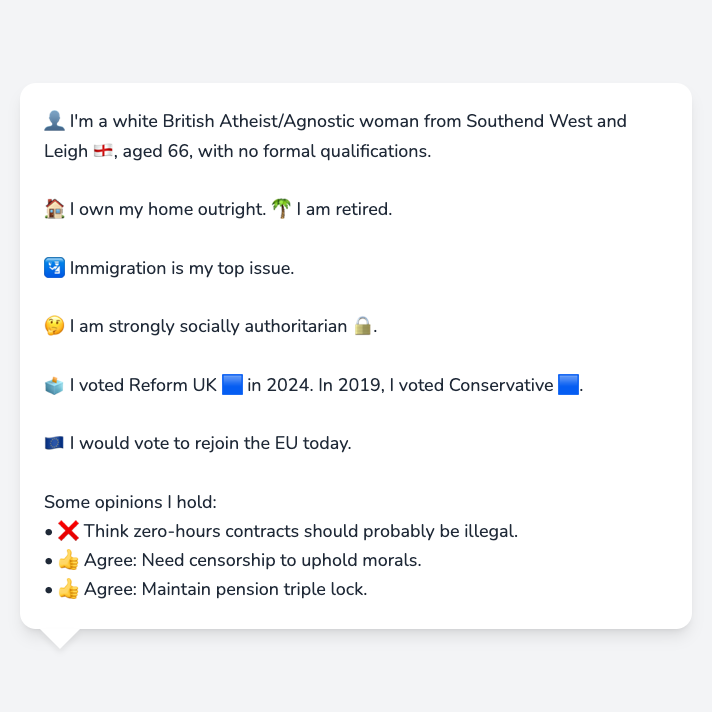 👤 I'm a white British Atheist/Agnostic woman from Southend West and
Leigh 🏴󠁧󠁢󠁥󠁮󠁧󠁿, aged 66, with no formal qualifications.
🏠 I own my home outright. 🌴 I am retired.
🛂 Immigration is my top issue.
🤔 I am strongly socially authoritarian 🔒.
🗳️ I voted Reform UK 🟦 in 2024. In 2019, I voted Conservative 🟦.
🇪🇺 I would vote to rejoin the EU today.
Some opinions I hold:
• ❌ Think zero-hours contracts should probably be illegal.
• 👍 Agree: Need censorship to uphold morals.
• 👍 Agree: Maintain pension triple lock.